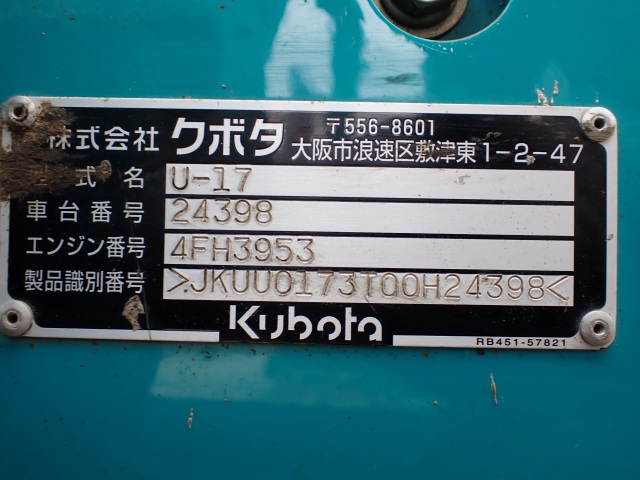 株式会社 クボタ 〒556-8601
大阪市浪速区敷津東1-2-47
式名 U-17
車台番号 24398
エンジン番号 4FH3953
製品識別番号 >JKUU0173T00H24398<
Kubota
RB451-57821